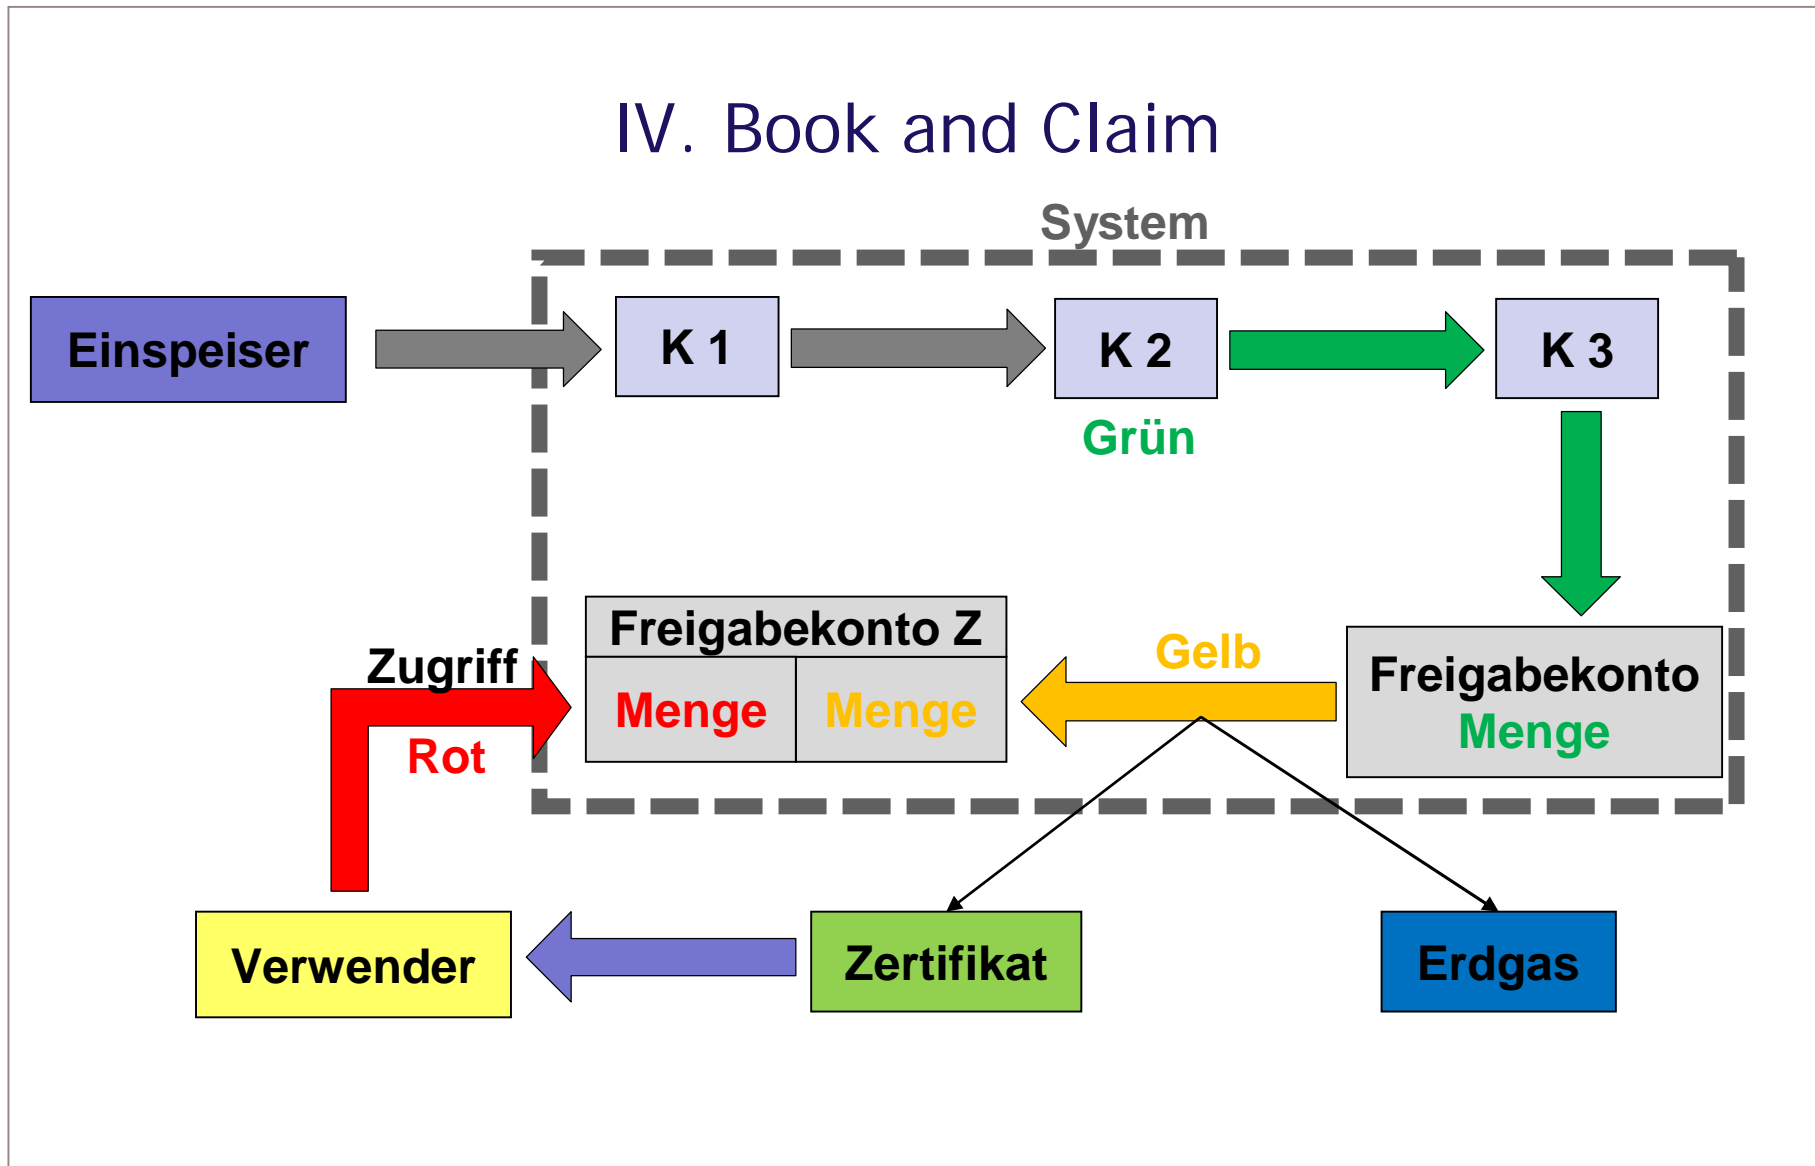 IV. Book and Claim
System
Einspeiser
K 1
K 2
K 3
Grün
Freigabekonto Z
Menge
Menge
Zugriff
Rot
Gelb
Freigabekonto
Menge
Verwender
Zertifikat
Erdgas